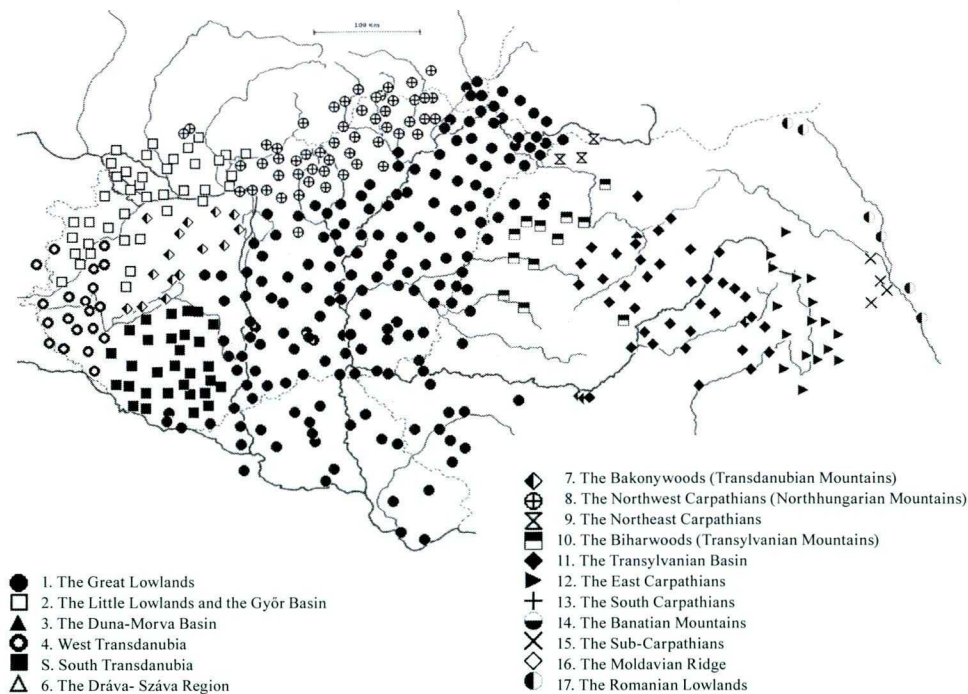 100 Km
1. The Great Lowlands
2. The Little Lowlands and the Győr Basin
3. The Duna-Morva Basin
4. West Transdanubia
S. South Transdanubia
6. The Dráva- Száva Region
7. The Bakonywoods (Transdanubian Mountains)
8. The Northwest Carpathians (Northhungarian Mountains)
9. The Northeast Carpathians
10. The Biharwoods (Transylvanian Mountains)
11. The Transylvanian Basin
12. The East Carpathians
13. The South Carpathians
14. The Banatian Mountains
15. The Sub-Carpathians
16. The Moldavian Ridge
17. The Romanian Lowlands